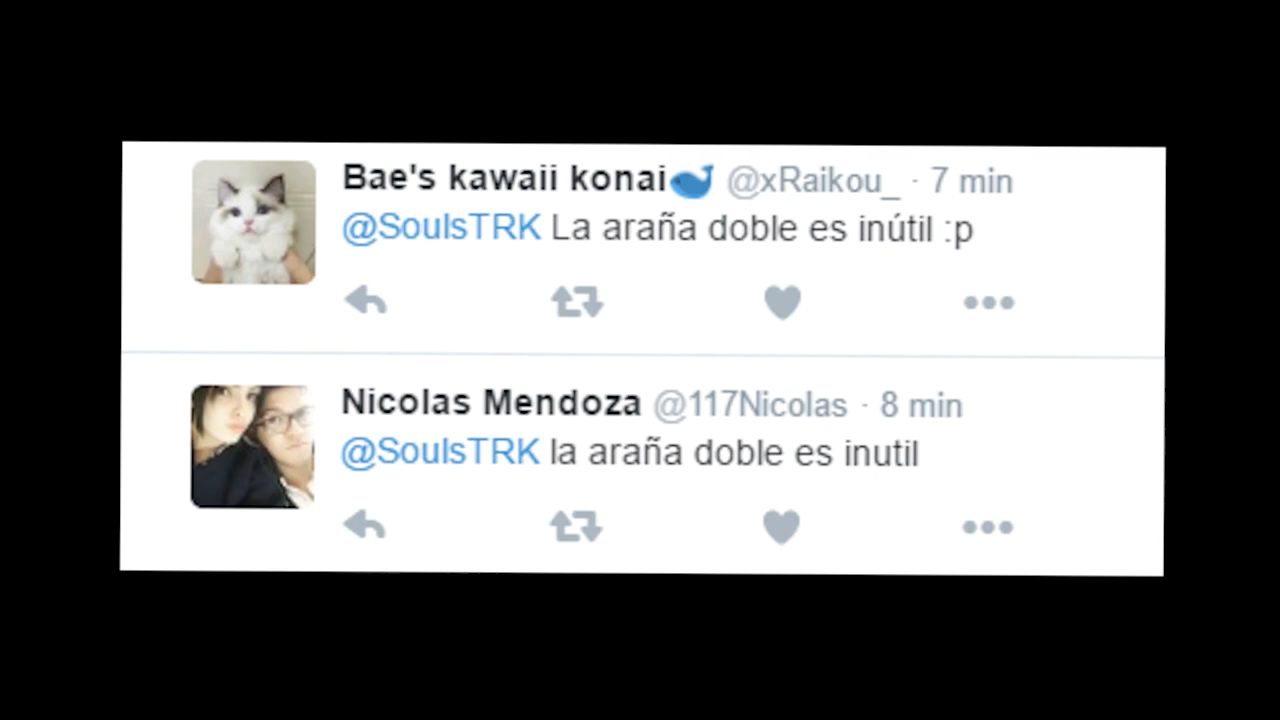 Bae's kawaii konai🐳 @xRaikou_ · 7 min
@SoulsTRK La araña doble es inútil :p
Nicolas Mendoza @117Nicolas · 8 min
@SoulsTRK la araña doble es inutil